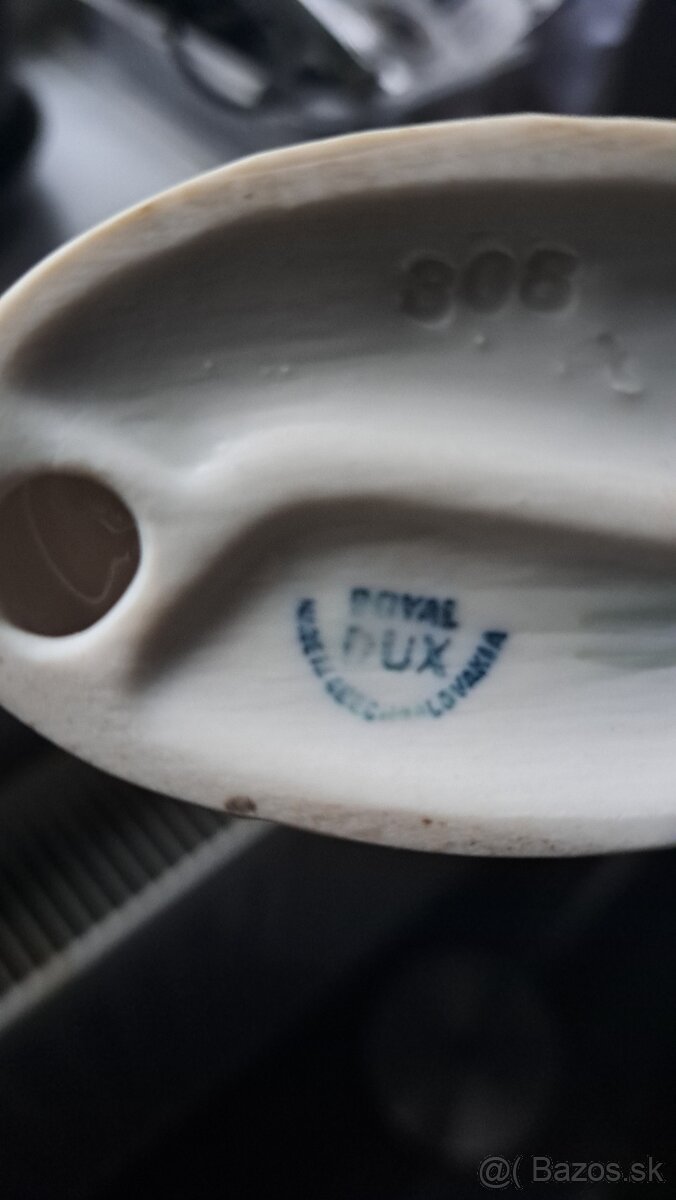 808
ROYAL
DUX
MADE IN CZECHOSLOVAKIA
@( Bazos.sk